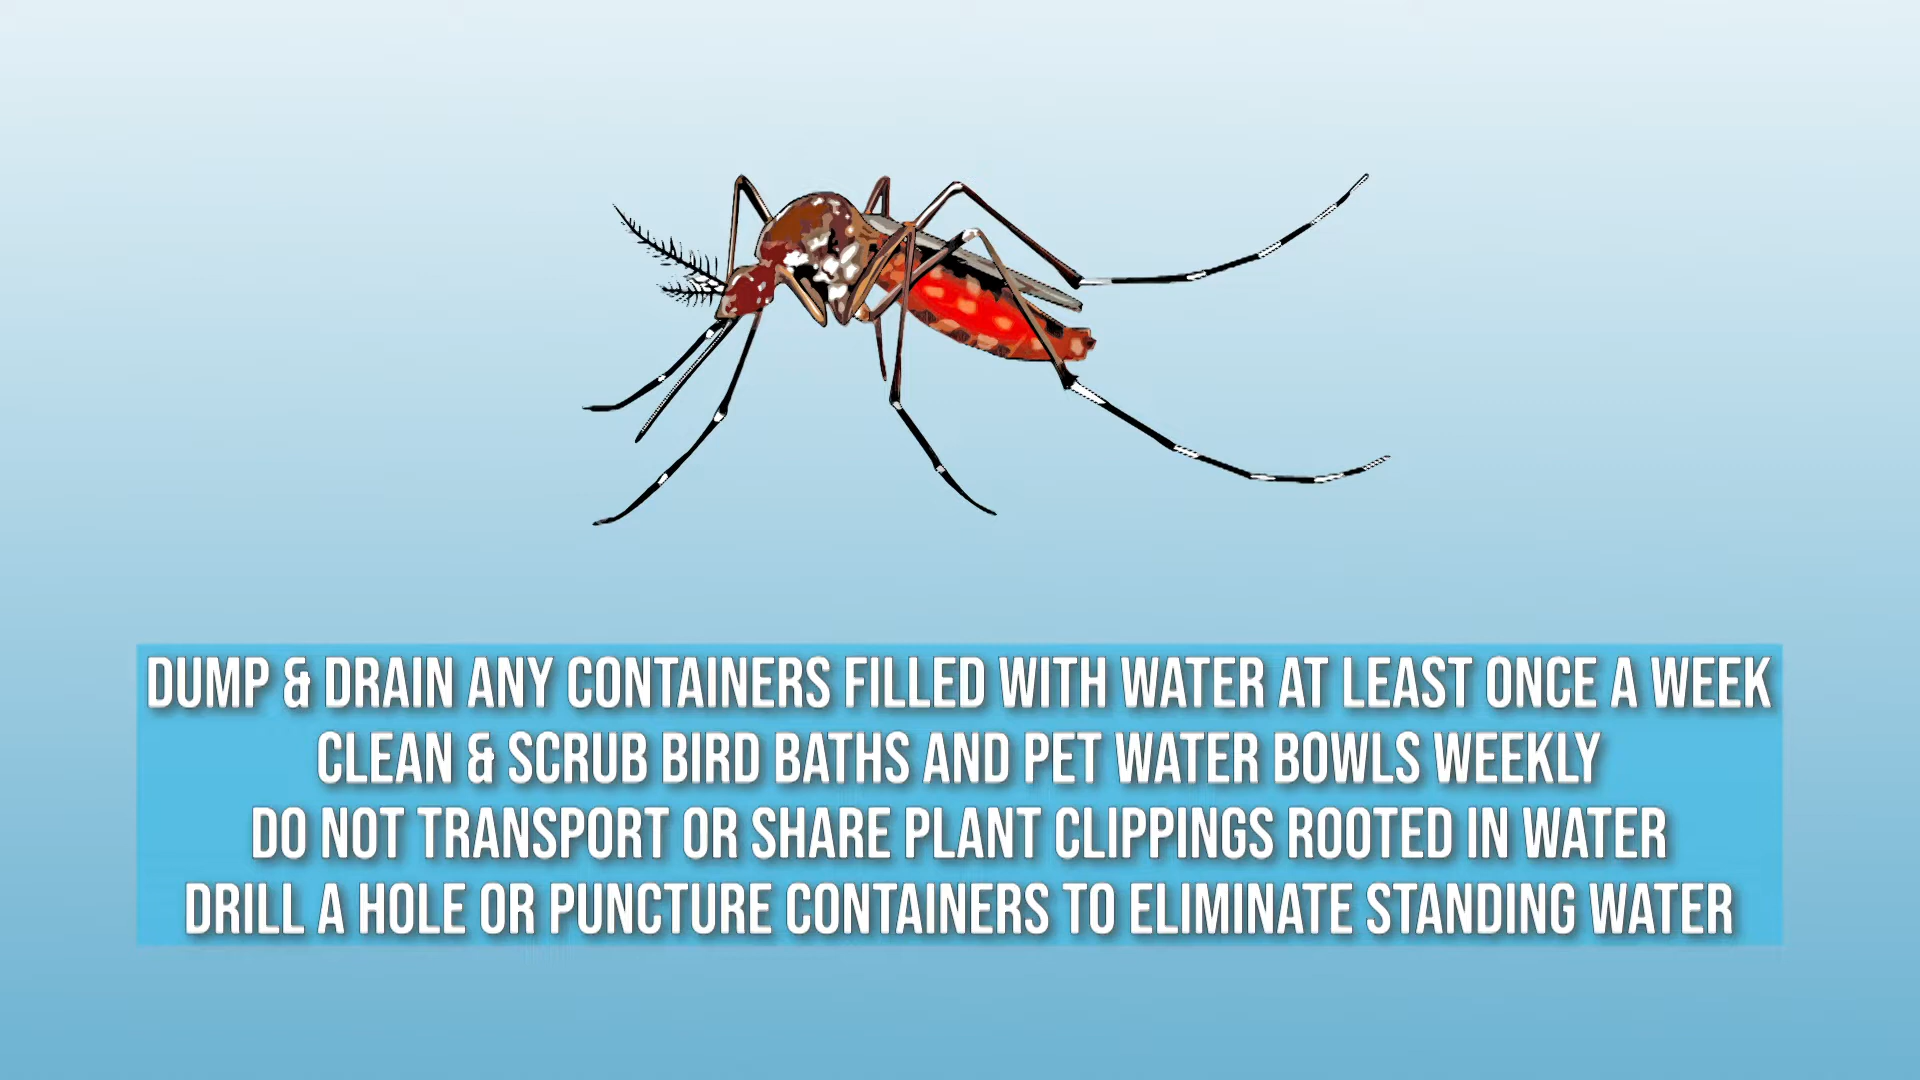 DUMP & DRAIN ANY CONTAINERS FILLED WITH WATER AT LEAST ONCE A WEEK
CLEAN & SCRUB BIRD BATHS AND PET WATER BOWLS WEEKLY
DO NOT TRANSPORT OR SHARE PLANT CLIPPINGS ROOTED IN WATER
DRILL A HOLE OR PUNCTURE CONTAINERS TO ELIMINATE STANDING WATER